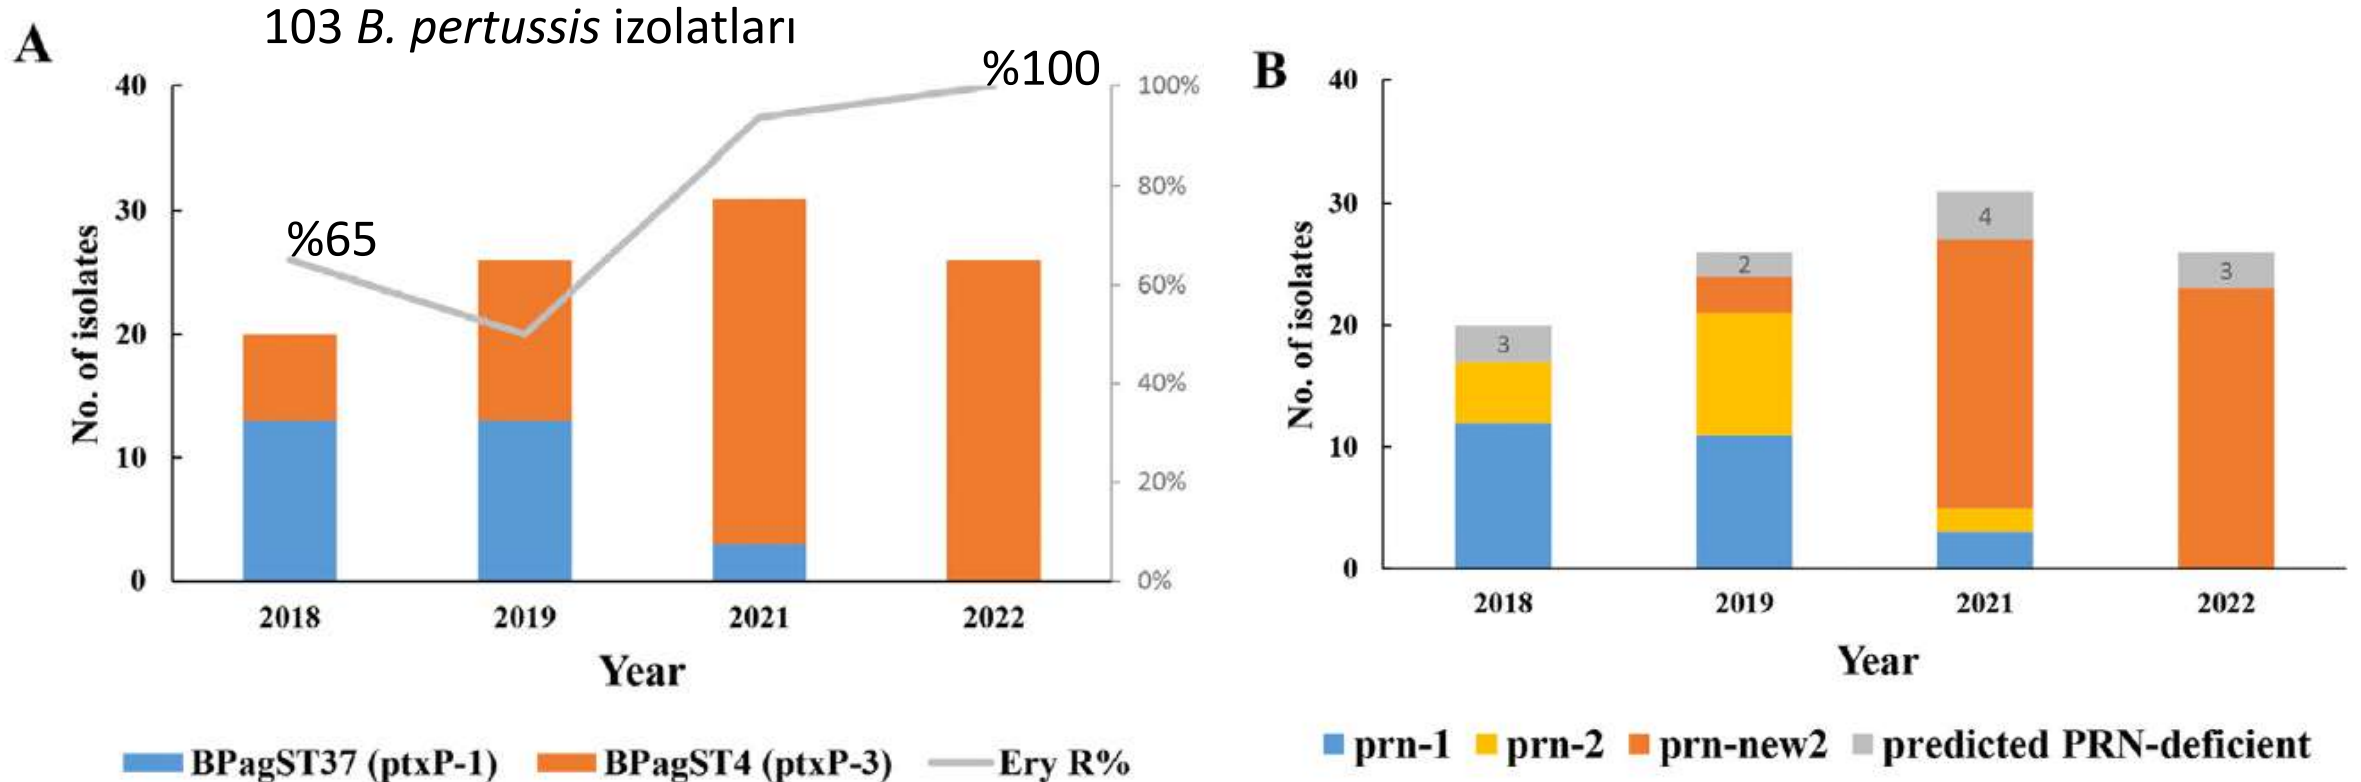 A
103 B. pertussis izolatları
%100
%65
40
30
20
10
0
100%
80%
60%
40%
20%
0%
No. of isolates
2018 2019 2021 2022
Year
BPagST37 (ptxP-1) BPagST4 (ptxP-3) Ery R%
B
40
30
20
10
0
No. of isolates
3
2
4
3
2018 2019 2021 2022
Year
prn-1 prn-2 prn-new2 predicted PRN-deficient